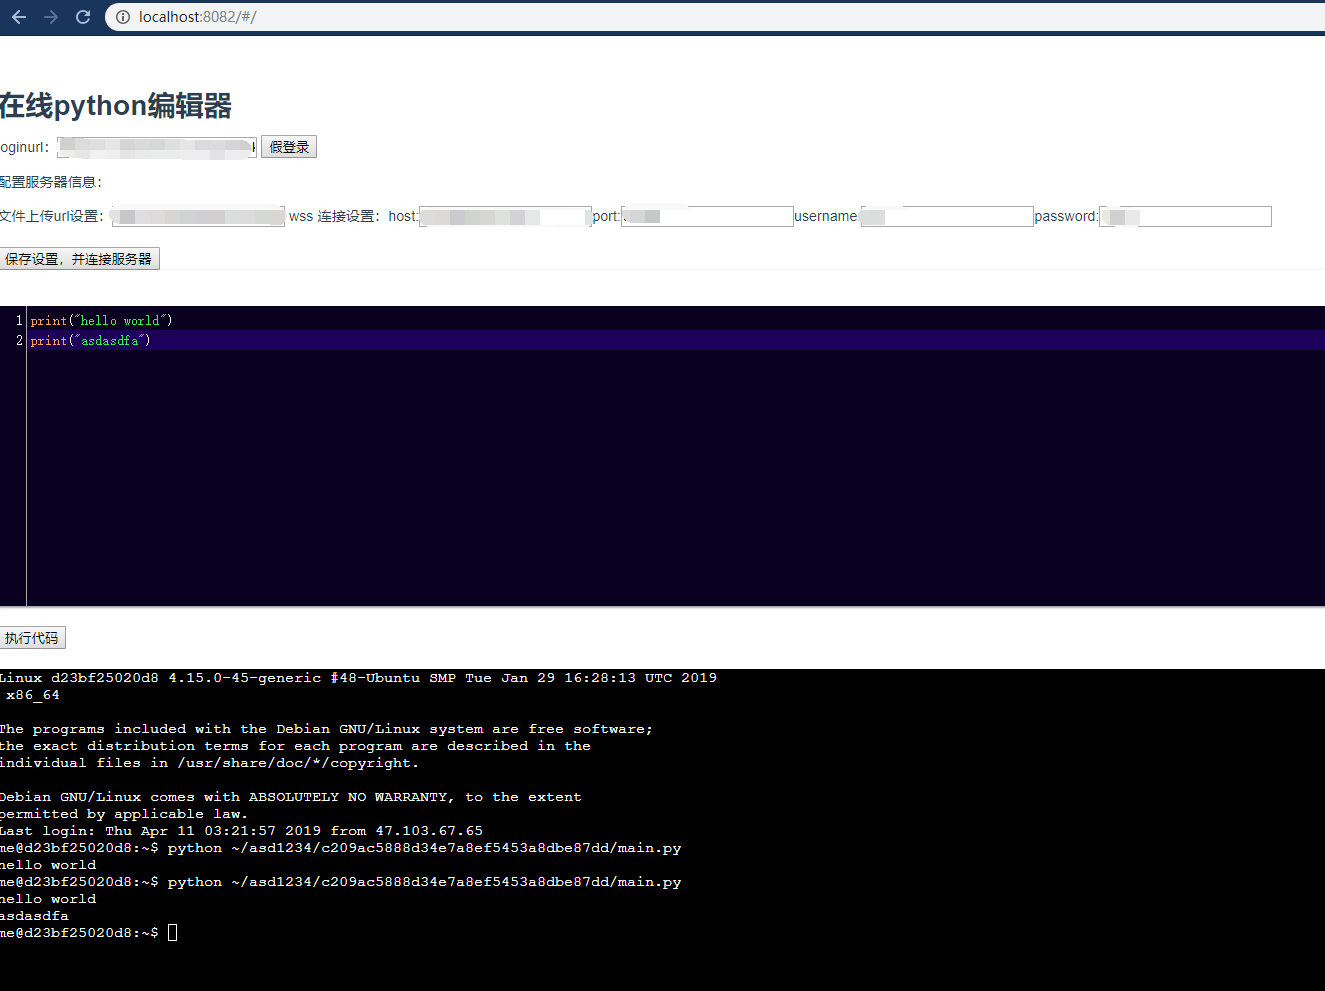 localhost:8082/#/
在线python编辑器
oginurl： 假登录
配置服务器信息：
文件上传url设置： wss 连接设置：host: port: username: password:
保存设置，并连接服务器
1 print("hello world")
2 print("asdasdfa")
执行代码
Linux d23bf25020d8 4.15.0-45-generic #48-Ubuntu SMP Tue Jan 29 16:28:13 UTC 2019
x86_64
The programs included with the Debian GNU/Linux system are free software;
the exact distribution terms for each program are described in the
individual files in /usr/share/doc/*/copyright.
Debian GNU/Linux comes with ABSOLUTELY NO WARRANTY, to the extent
permitted by applicable law.
Last login: Thu Apr 11 03:21:57 2019 from 47.103.67.65
me@d23bf25020d8:~$ python ~/asd1234/c209ac5888d34e7a8ef5453a8dbe87dd/main.py
hello world
me@d23bf25020d8:~$ python ~/asd1234/c209ac5888d34e7a8ef5453a8dbe87dd/main.py
hello world
asdasdfa
me@d23bf25020d8:~$